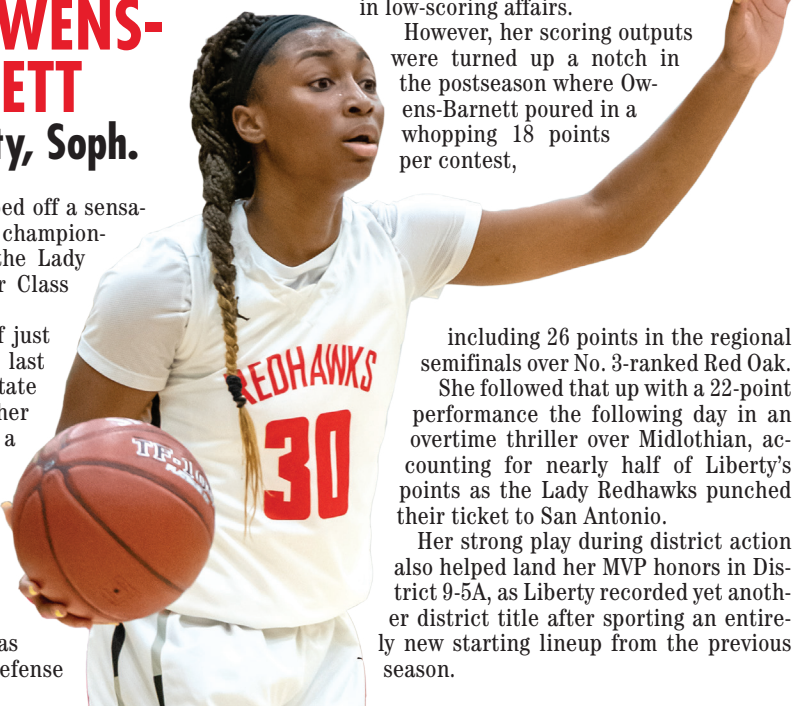 WENS-
ETT
ty, Soph.
ed off a sensa-
champion-
the Lady
r Class
f just
last
tate
her
a
as
efense
in low-scoring affairs.
However, her scoring outputs
were turned up a notch in
the postseason where Ow-
ens-Barnett poured in a
whopping 18 points
per contest,
including 26 points in the regional
semifinals over No. 3-ranked Red Oak.
She followed that up with a 22-point
performance the following day in an
overtime thriller over Midlothian, ac-
counting for nearly half of Liberty's
points as the Lady Redhawks punched
their ticket to San Antonio.
Her strong play during district action
also helped land her MVP honors in Dis-
trict 9-5A, as Liberty recorded yet anoth-
er district title after sporting an entire-
ly new starting lineup from the previous
season.
REDHAWKS
30